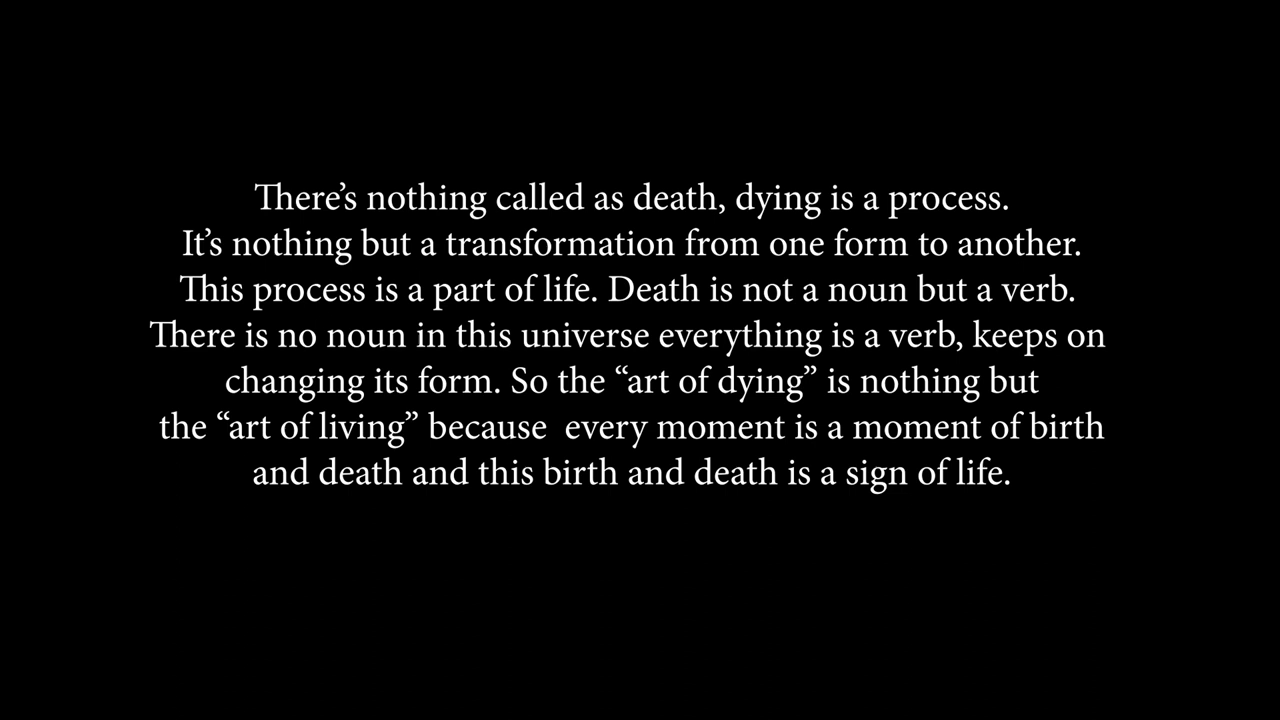 There’s nothing called as death, dying is a process.
It’s nothing but a transformation from one form to another.
This process is a part of life. Death is not a noun but a verb.
There is no noun in this universe everything is a verb, keeps on
changing its form. So the “art of dying” is nothing but
the “art of living” because  every moment is a moment of birth
and death and this birth and death is a sign of life.